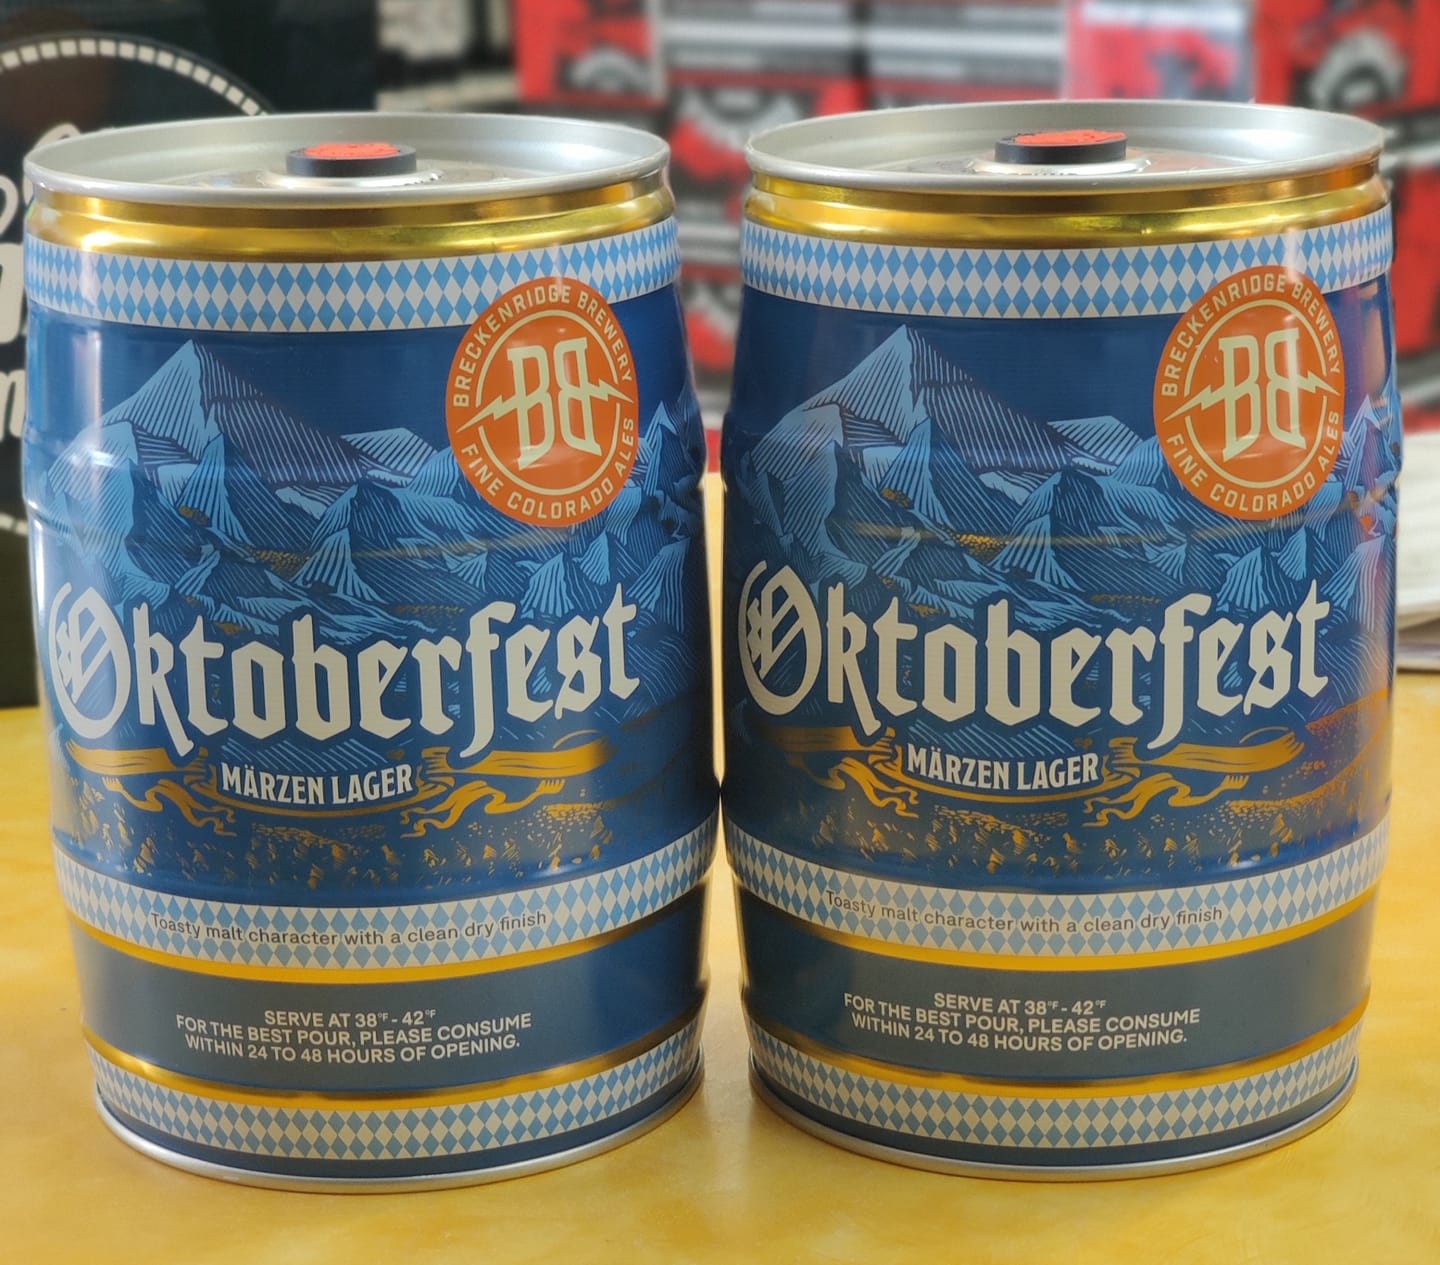 BRECKENRIDGE BREWERY
BB
FINE COLORADO ALES
Oktoberfest
MÄRZEN LAGER
Toasty malt character with a clean dry finish
SERVE AT 38°F - 42°F
FOR THE BEST POUR, PLEASE CONSUME
WITHIN 24 TO 48 HOURS OF OPENING.
BRECKENRIDGE BREWERY
BB
FINE COLORADO ALES
Oktoberfest
MÄRZEN LAGER
Toasty malt character with a clean dry finish
SERVE AT 38°F - 42°F
FOR THE BEST POUR, PLEASE CONSUME
WITHIN 24 TO 48 HOURS OF OPENING.